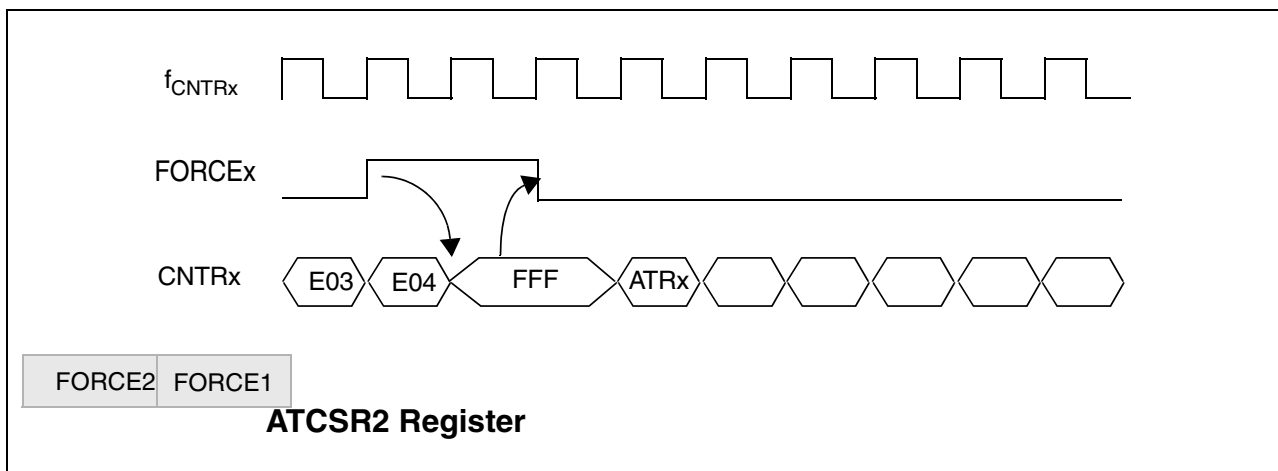 fCNTRx
FORCEx
CNTRx E03 E04 FFF ATRx
FORCE2 FORCE1
ATCSR2 Register